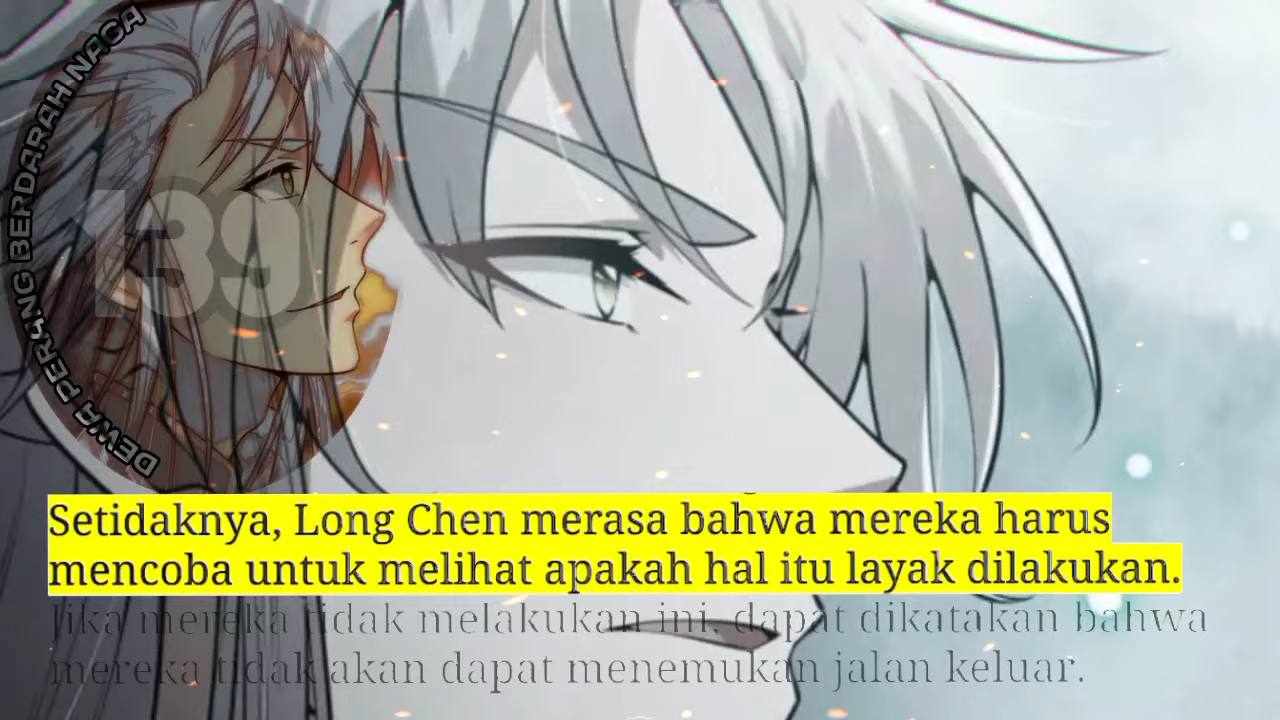 DEWA PERANG BERDARAH NAGA
139
Setidaknya, Long Chen merasa bahwa mereka harus
mencoba untuk melihat apakah hal itu layak dilakukan.
Jika mereka tidak melakukan ini, dapat dikatakan bahwa
mereka tidak akan dapat menemukan jalan keluar.